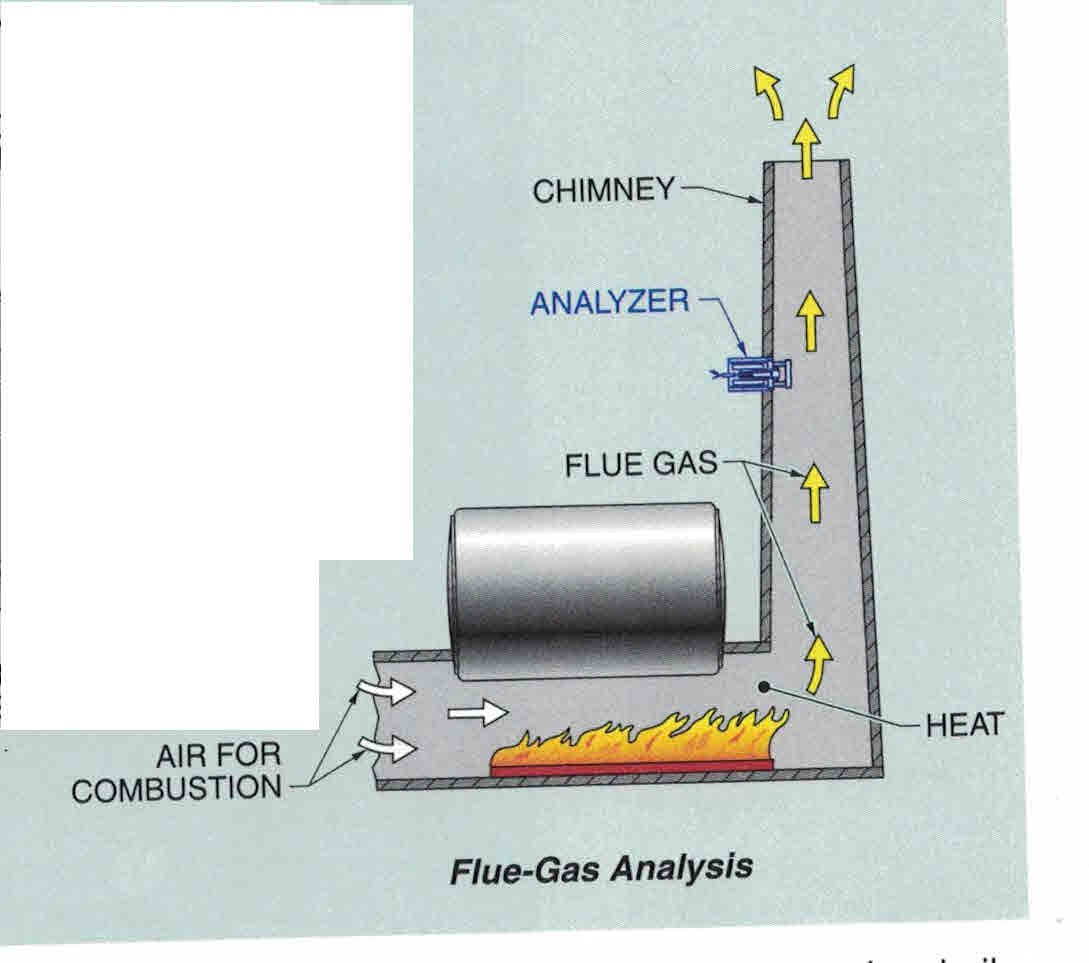 CHIMNEY
ANALYZER
FLUE GAS
HEAT
AIR FOR
COMBUSTION
Flue-Gas Analysis